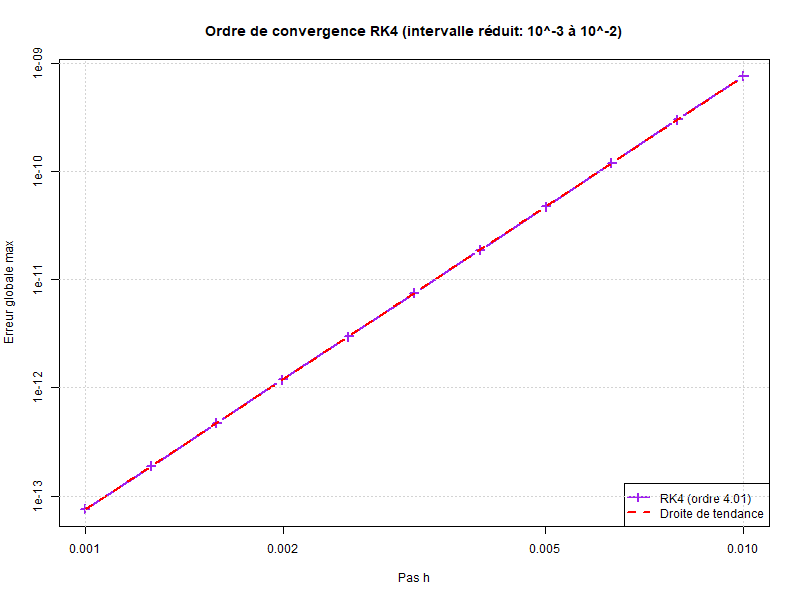 Ordre de convergence RK4 (intervalle réduit: 10^-3 à 10^-2)
Erreur globale max
1e-09
1e-10
1e-11
1e-12
1e-13
RK4 (ordre 4.01)
Droite de tendance
0.001
0.002
0.005
0.010
Pas h